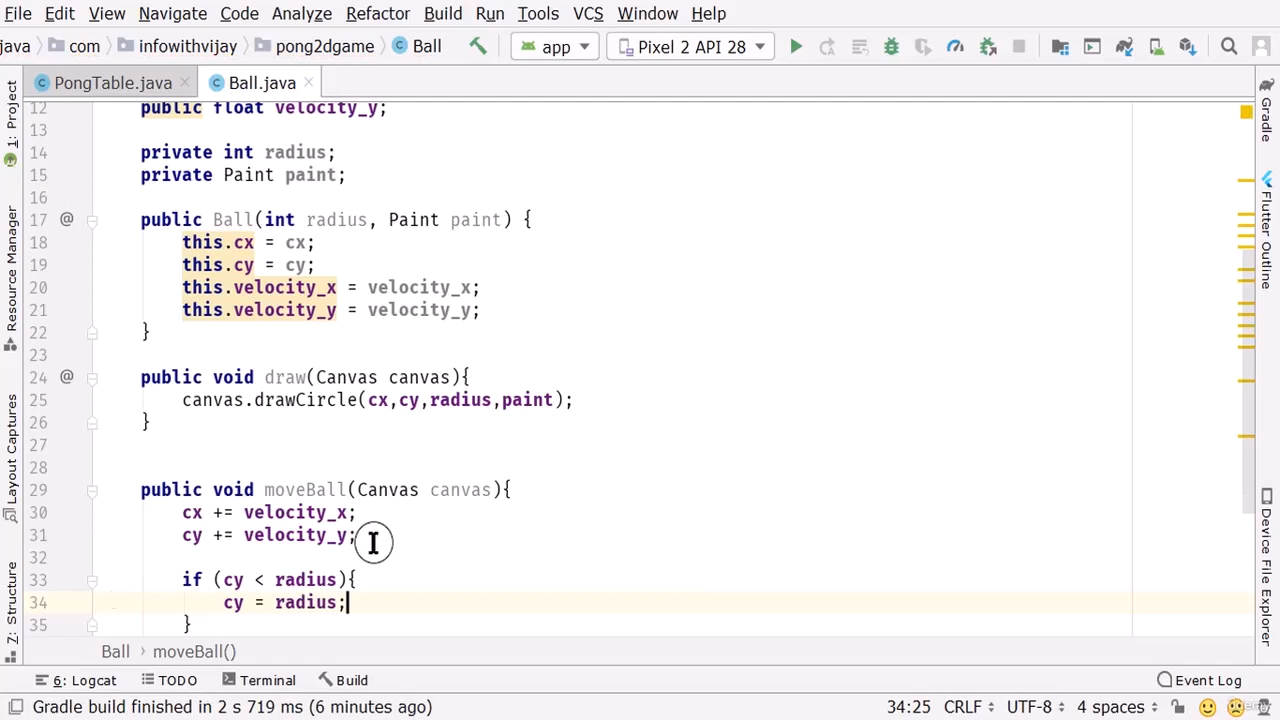 File Edit View Navigate Code Analyze Refactor Build Run Tools VCS Window Help
java com infowithvijay pong2dgame Ball app Pixel 2 API 28
PongTable.java Ball.java
12 public float velocity_y;
13
14 private int radius;
15 private Paint paint;
16
17 @ public Ball(int radius, Paint paint) {
18 this.cx = cx;
19 this.cy = cy;
20 this.velocity_x = velocity_x;
21 this.velocity_y = velocity_y;
22 }
23
24 @ public void draw(Canvas canvas){
25 canvas.drawCircle(cx,cy,radius,paint);
26 }
27
28
29 public void moveBall(Canvas canvas){
30 cx += velocity_x;
31 cy += velocity_y;
32
33 if (cy < radius){
34 cy = radius;
35 }
Ball › moveBall()
1: Project
Resource Manager
Layout Captures
7: Structure
Gradle
Flutter Outline
Device File Explorer
6: Logcat TODO Terminal Build Event Log
Gradle build finished in 2 s 719 ms (6 minutes ago) 34:25 CRLF UTF-8 4 spaces